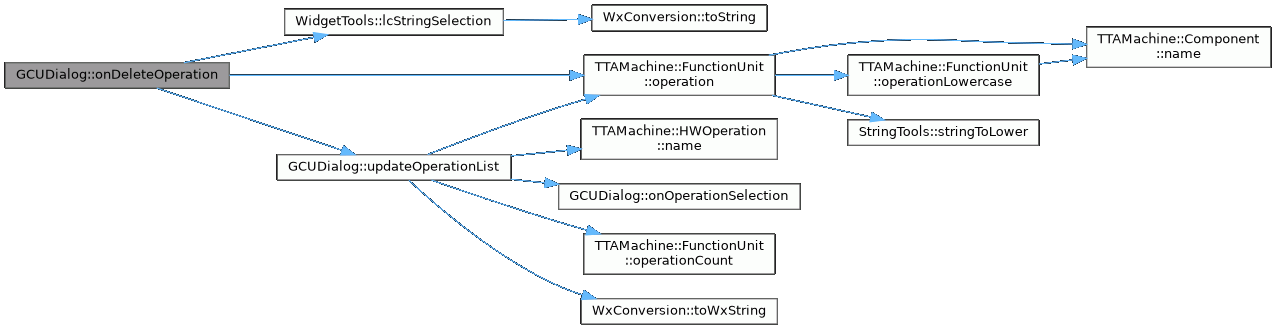 GCUDialog::onDeleteOperation
WidgetTools::lcStringSelection
WxConversion::toString
TTAMachine::FunctionUnit
::operation
TTAMachine::FunctionUnit
::operationLowercase
TTAMachine::Component
::name
StringTools::stringToLower
GCUDialog::updateOperationList
TTAMachine::HWOperation
::name
GCUDialog::onOperationSelection
TTAMachine::FunctionUnit
::operationCount
WxConversion::toWxString